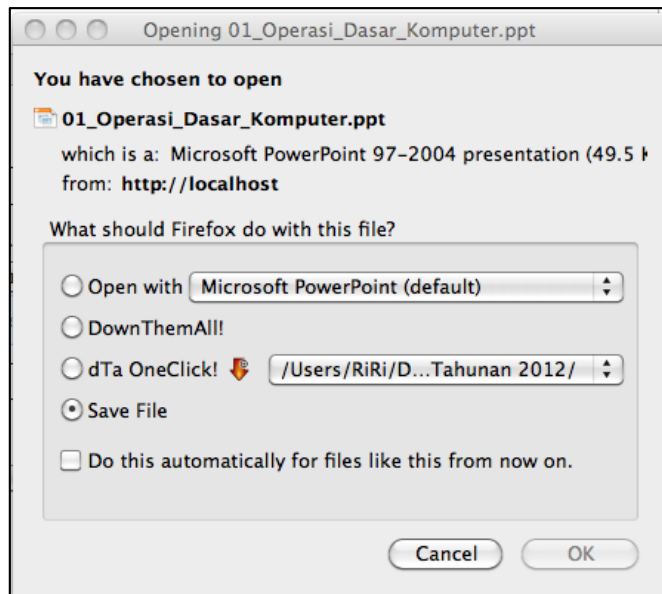 Opening 01_Operasi_Dasar_Komputer.ppt
You have chosen to open
01_Operasi_Dasar_Komputer.ppt
which is a: Microsoft PowerPoint 97-2004 presentation (49.5 K
from: http://localhost
What should Firefox do with this file?
Open with Microsoft PowerPoint (default)
DownThemAll!
dTa OneClick! /Users/RiRi/D...Tahunan 2012/
Save File
Do this automatically for files like this from now on.
Cancel OK